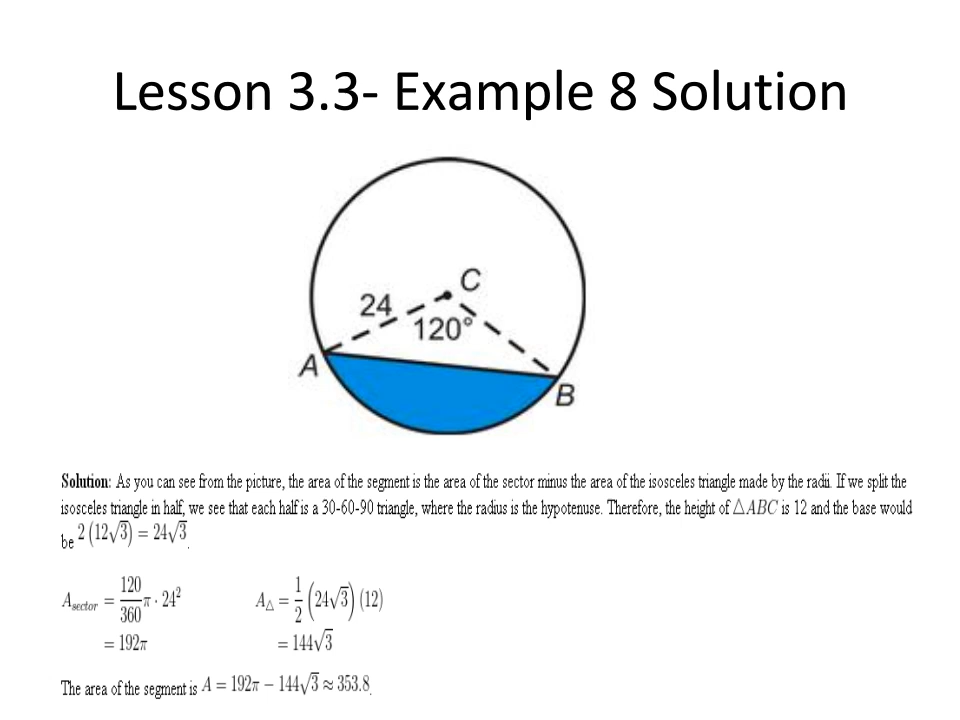 Lesson 3.3- Example 8 Solution
C
24
120°
A
B
Solution: As you can see from the picture, the area of the segment is the area of the sector minus the area of the isosceles triangle made by the radii. If we split the
isosceles triangle in half, we see that each half is a 30-60-90 triangle, where the radius is the hypotenuse. Therefore, the height of △ABC is 12 and the base would
be 2 (12√3) = 24√3.
A_sector = 120/360 π · 24² A_△ = 1/2 (24√3) (12)
= 192π = 144√3
The area of the segment is A = 192π − 144√3 ≈ 353.8.